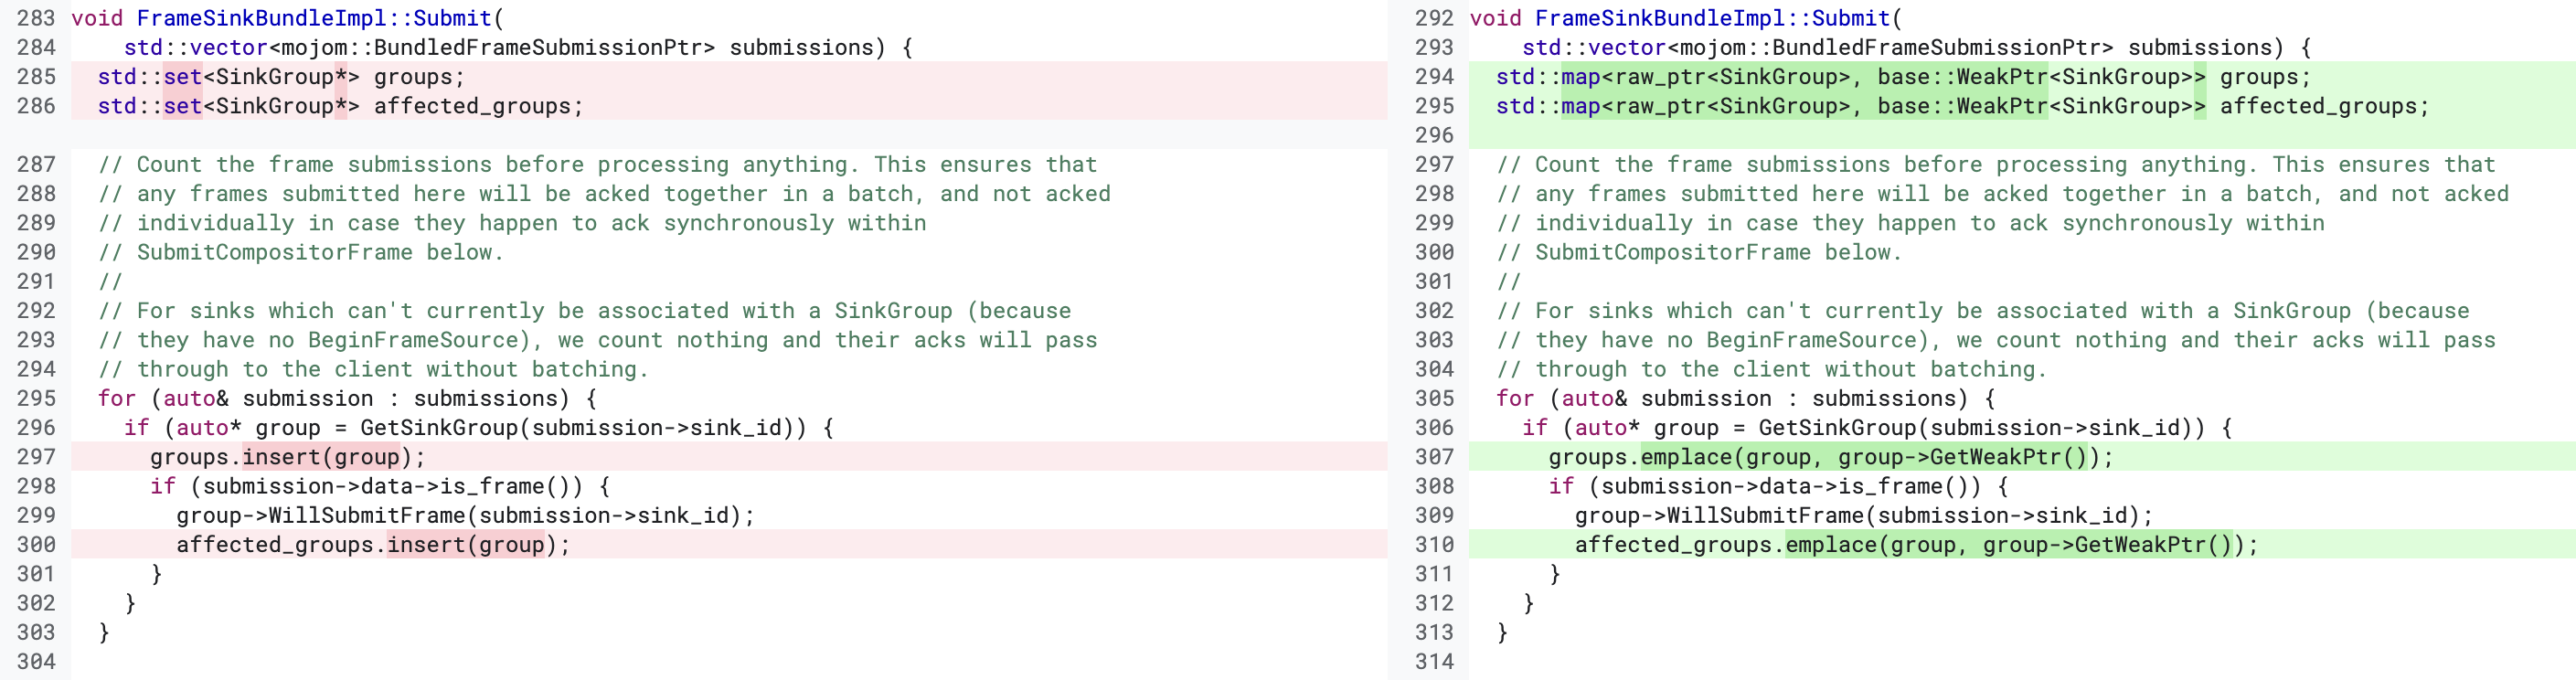 283 void FrameSinkBundleImpl::Submit(
284     std::vector<mojom::BundledFrameSubmissionPtr> submissions) {
285   std::set<SinkGroup*> groups;
286   std::set<SinkGroup*> affected_groups;
287   // Count the frame submissions before processing anything. This ensures that
288   // any frames submitted here will be acked together in a batch, and not acked
289   // individually in case they happen to ack synchronously within
290   // SubmitCompositorFrame below.
291   //
292   // For sinks which can't currently be associated with a SinkGroup (because
293   // they have no BeginFrameSource), we count nothing and their acks will pass
294   // through to the client without batching.
295   for (auto& submission : submissions) {
296     if (auto* group = GetSinkGroup(submission->sink_id)) {
297       groups.insert(group);
298       if (submission->data->is_frame()) {
299         group->WillSubmitFrame(submission->sink_id);
300         affected_groups.insert(group);
301       }
302     }
303   }
304
292 void FrameSinkBundleImpl::Submit(
293     std::vector<mojom::BundledFrameSubmissionPtr> submissions) {
294   std::map<raw_ptr<SinkGroup>, base::WeakPtr<SinkGroup>> groups;
295   std::map<raw_ptr<SinkGroup>, base::WeakPtr<SinkGroup>> affected_groups;
296
297   // Count the frame submissions before processing anything. This ensures that
298   // any frames submitted here will be acked together in a batch, and not acked
299   // individually in case they happen to ack synchronously within
300   // SubmitCompositorFrame below.
301   //
302   // For sinks which can't currently be associated with a SinkGroup (because
303   // they have no BeginFrameSource), we count nothing and their acks will pass
304   // through to the client without batching.
305   for (auto& submission : submissions) {
306     if (auto* group = GetSinkGroup(submission->sink_id)) {
307       groups.emplace(group, group->GetWeakPtr());
308       if (submission->data->is_frame()) {
309         group->WillSubmitFrame(submission->sink_id);
310         affected_groups.emplace(group, group->GetWeakPtr());
311       }
312     }
313   }
314